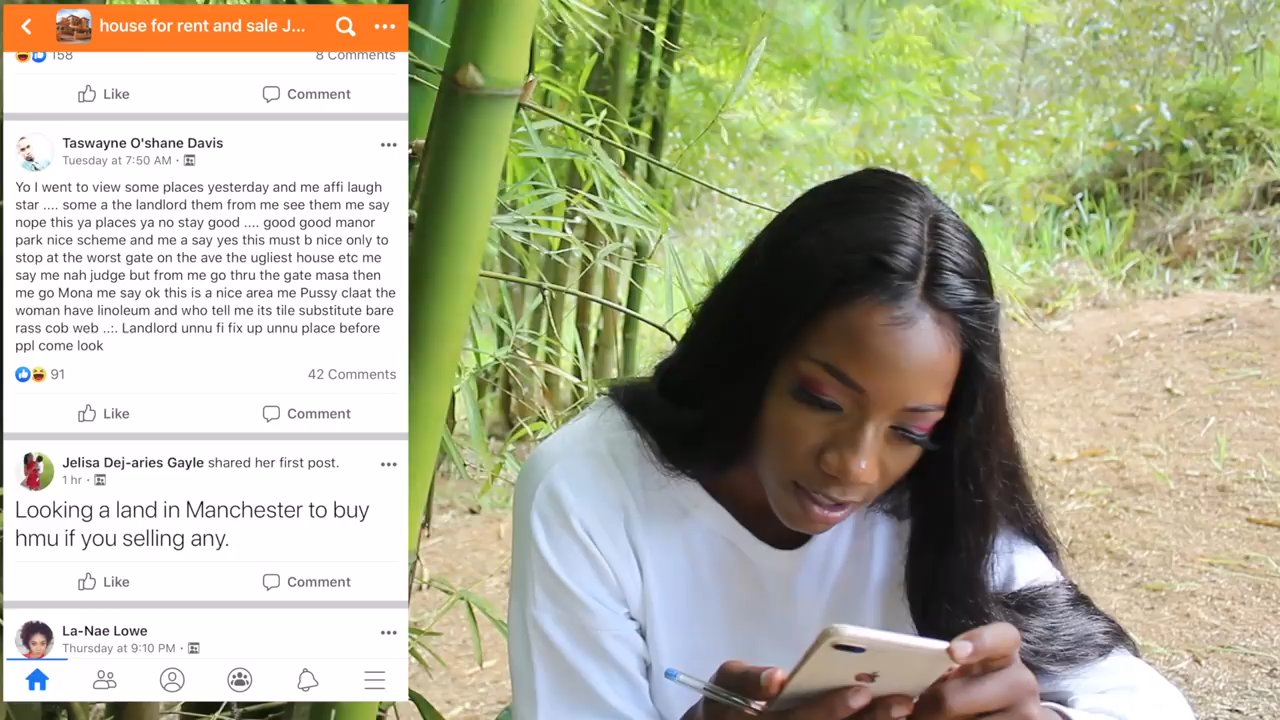 house for rent and sale J...
158
8 Comments
Like
Comment
Taswayne O'shane Davis
Tuesday at 7:50 AM ·
Yo I went to view some places yesterday and me affi laugh
star .... some a the landlord them from me see them me say
nope this ya places ya no stay good .... good good manor
park nice scheme and me a say yes this must b nice only to
stop at the worst gate on the ave the ugliest house etc me
say me nah judge but from me go thru the gate masa then
me go Mona me say ok this is a nice area me Pussy claat the
woman have linoleum and who tell me its tile substitute bare
rass cob web ..:. Landlord unnu fi fix up unnu place before
ppl come look
91
42 Comments
Like
Comment
Jelisa Dej-aries Gayle shared her first post.
1 hr ·
Looking a land in Manchester to buy
hmu if you selling any.
Like
Comment
La-Nae Lowe
Thursday at 9:10 PM ·